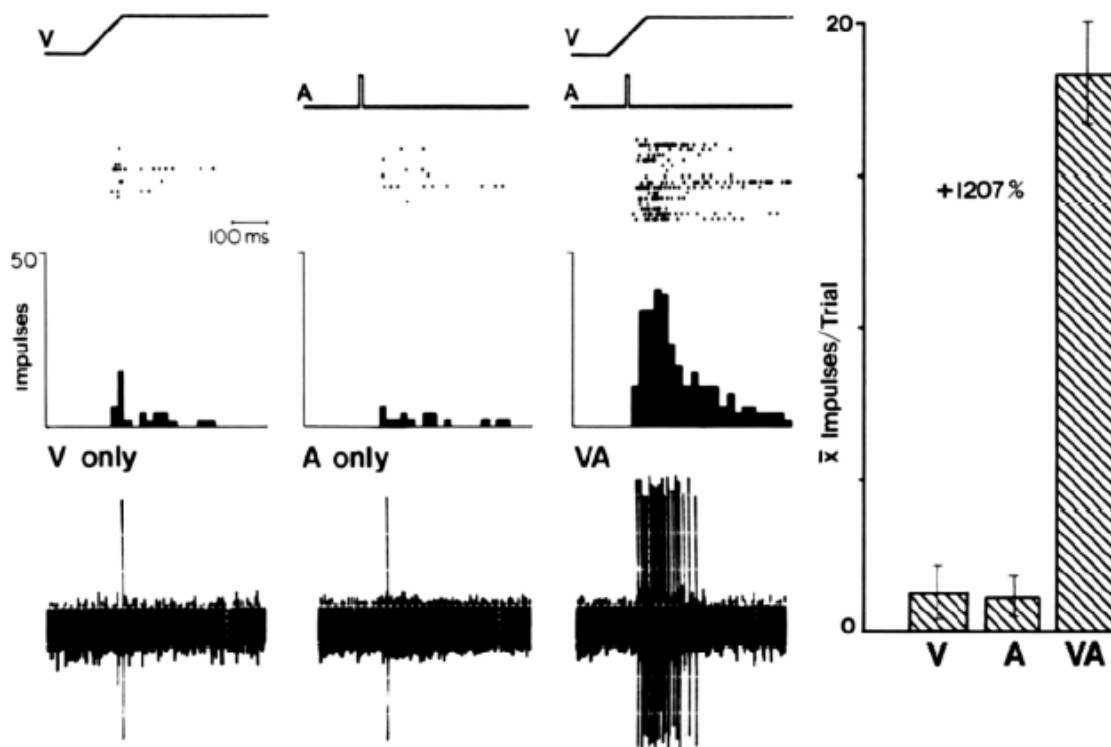 V
A
V
A
100 ms
50
Impulses
V only
A only
VA
20
+1207%
x̄ Impulses/Trial
0
V
A
VA